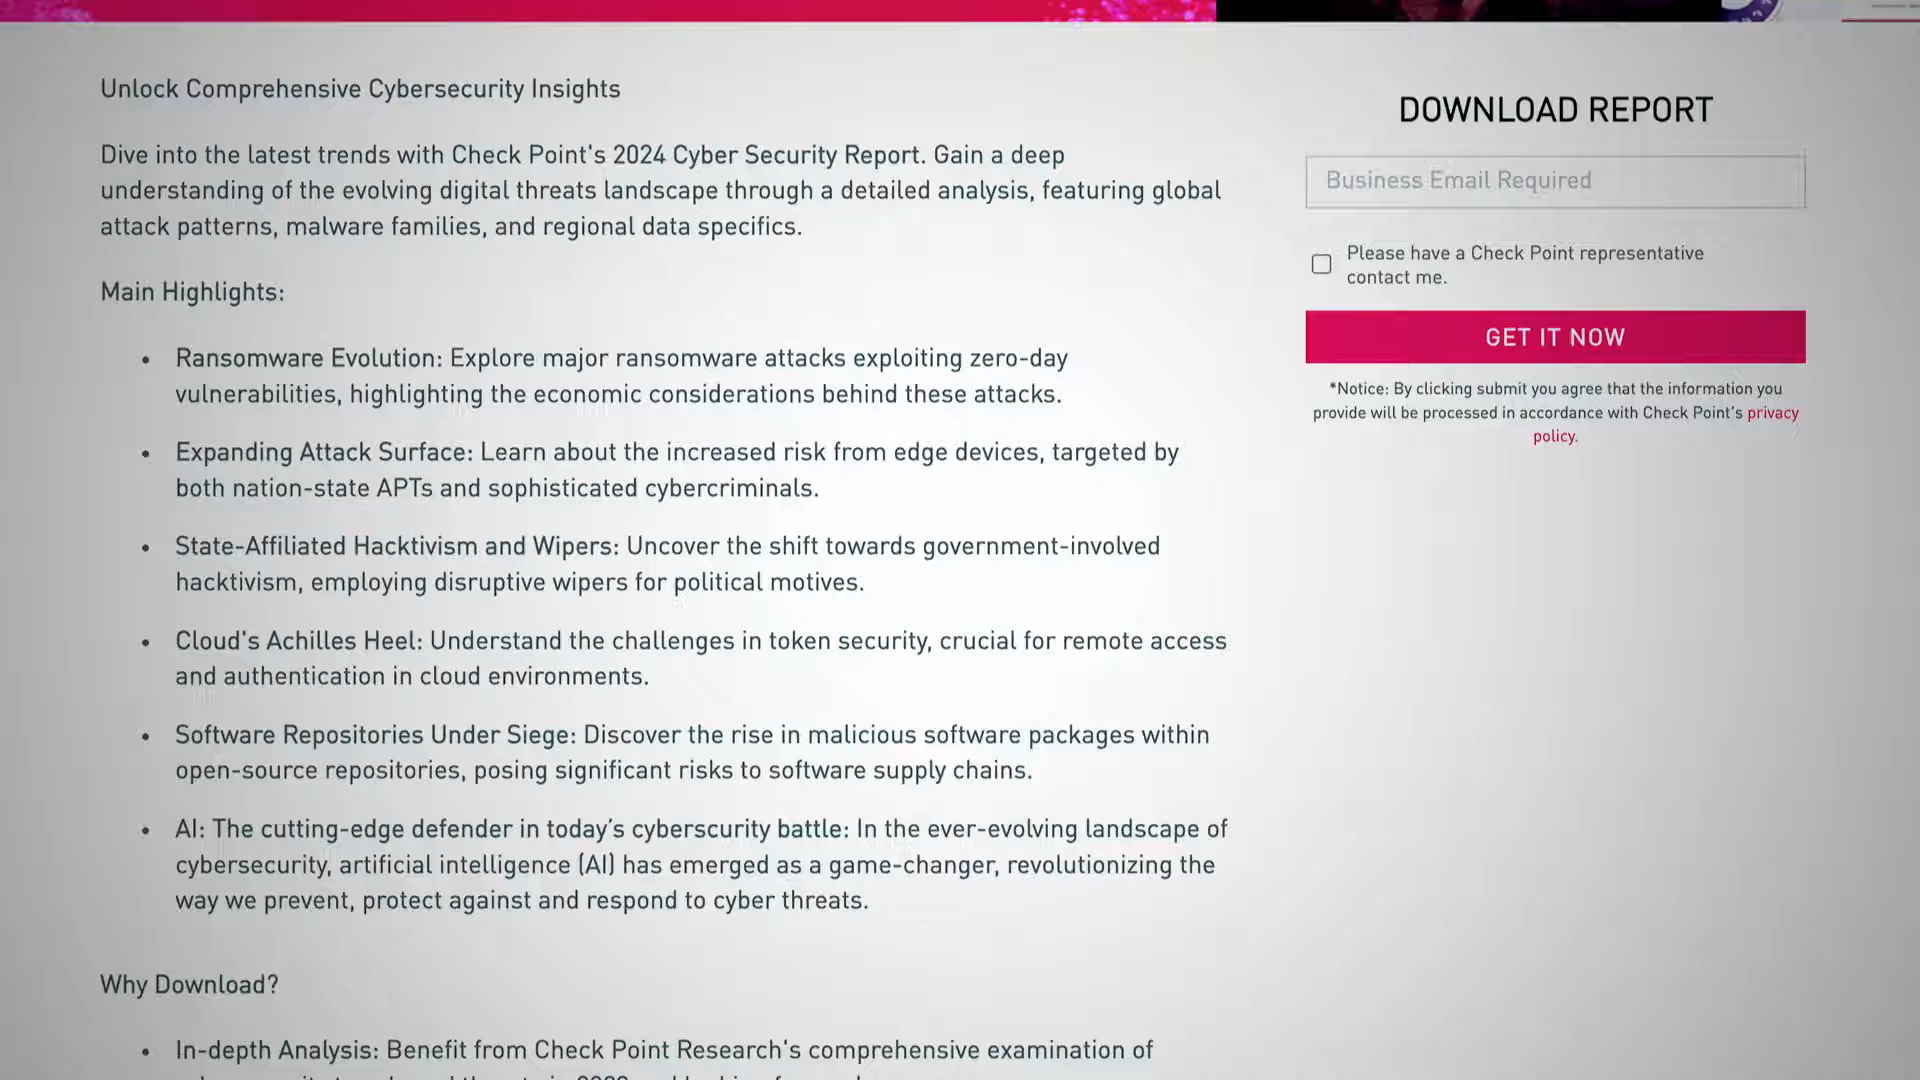 Unlock Comprehensive Cybersecurity Insights
Dive into the latest trends with Check Point's 2024 Cyber Security Report. Gain a deep
understanding of the evolving digital threats landscape through a detailed analysis, featuring global
attack patterns, malware families, and regional data specifics.
Main Highlights:
• Ransomware Evolution: Explore major ransomware attacks exploiting zero-day
vulnerabilities, highlighting the economic considerations behind these attacks.
• Expanding Attack Surface: Learn about the increased risk from edge devices, targeted by
both nation-state APTs and sophisticated cybercriminals.
• State-Affiliated Hacktivism and Wipers: Uncover the shift towards government-involved
hacktivism, employing disruptive wipers for political motives.
• Cloud's Achilles Heel: Understand the challenges in token security, crucial for remote access
and authentication in cloud environments.
• Software Repositories Under Siege: Discover the rise in malicious software packages within
open-source repositories, posing significant risks to software supply chains.
• AI: The cutting-edge defender in today’s cyberscurity battle: In the ever-evolving landscape of
cybersecurity, artificial intelligence (AI) has emerged as a game-changer, revolutionizing the
way we prevent, protect against and respond to cyber threats.
Why Download?
• In-depth Analysis: Benefit from Check Point Research's comprehensive examination of
DOWNLOAD REPORT
Business Email Required
Please have a Check Point representative
contact me.
GET IT NOW
*Notice: By clicking submit you agree that the information you
provide will be processed in accordance with Check Point's privacy
policy.